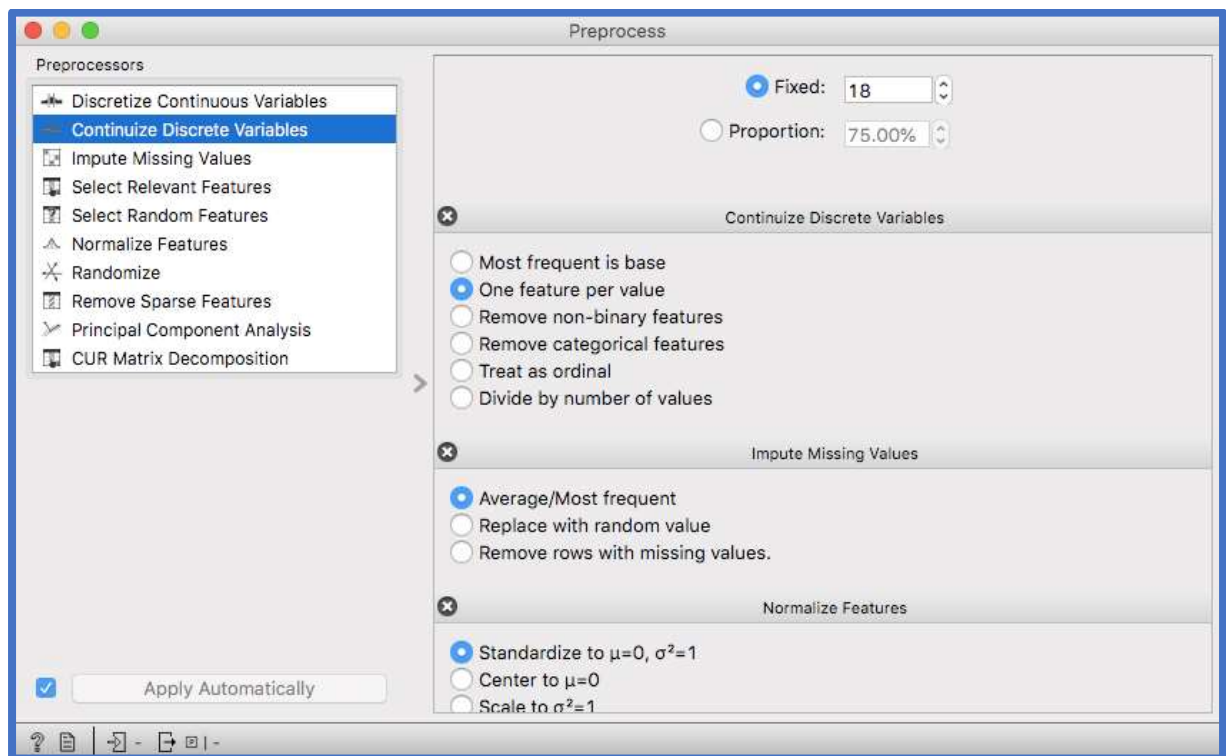 Preprocess
Preprocessors
Discretize Continuous Variables
Continuize Discrete Variables
Impute Missing Values
Select Relevant Features
Select Random Features
Normalize Features
Randomize
Remove Sparse Features
Principal Component Analysis
CUR Matrix Decomposition
Apply Automatically
Fixed: 18
Proportion: 75.00%
Continuize Discrete Variables
Most frequent is base
One feature per value
Remove non-binary features
Remove categorical features
Treat as ordinal
Divide by number of values
Impute Missing Values
Average/Most frequent
Replace with random value
Remove rows with missing values.
Normalize Features
Standardize to μ=0, σ²=1
Center to μ=0
Scale to σ²=1
? - | -